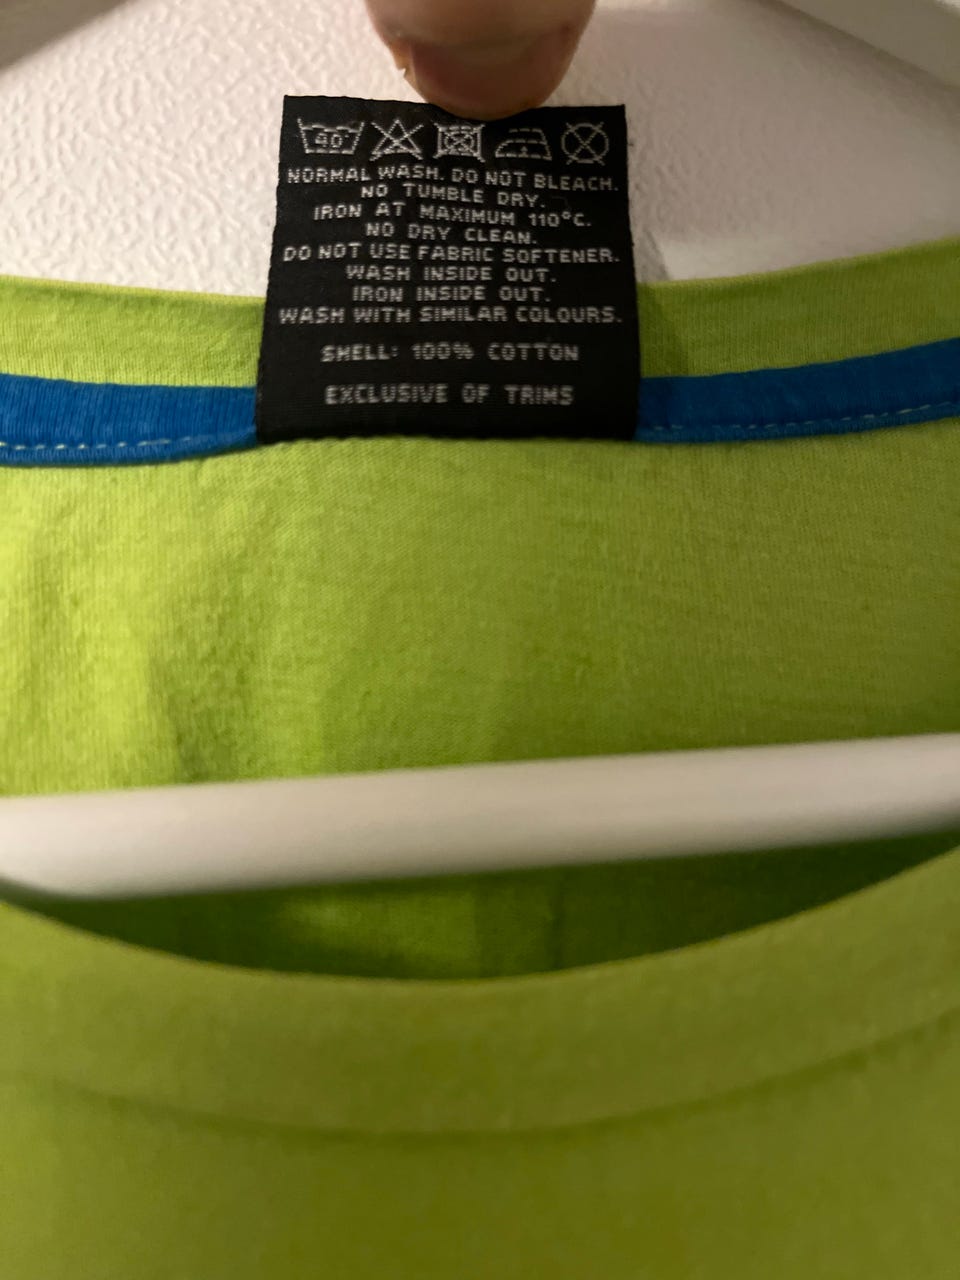 40°
NORMAL WASH. DO NOT BLEACH.
NO TUMBLE DRY.
IRON AT MAXIMUM 110°C.
NO DRY CLEAN.
DO NOT USE FABRIC SOFTENER.
WASH INSIDE OUT.
IRON INSIDE OUT.
WASH WITH SIMILAR COLOURS.
SHELL: 100% COTTON
EXCLUSIVE OF TRIMS